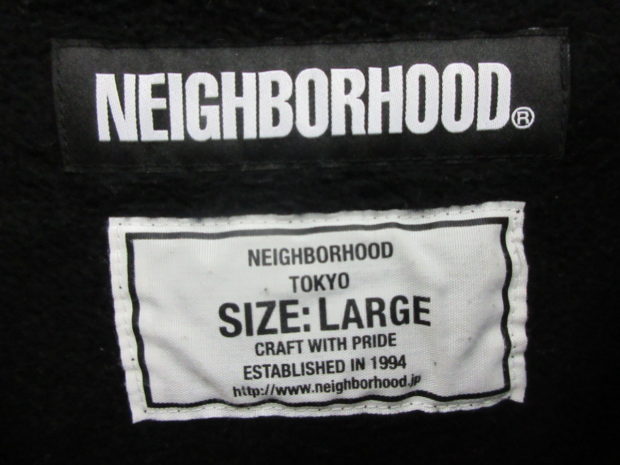 NEIGHBORHOOD®
NEIGHBORHOOD
TOKYO
SIZE: LARGE
CRAFT WITH PRIDE
ESTABLISHED IN 1994
http://www.neighborhood.jp